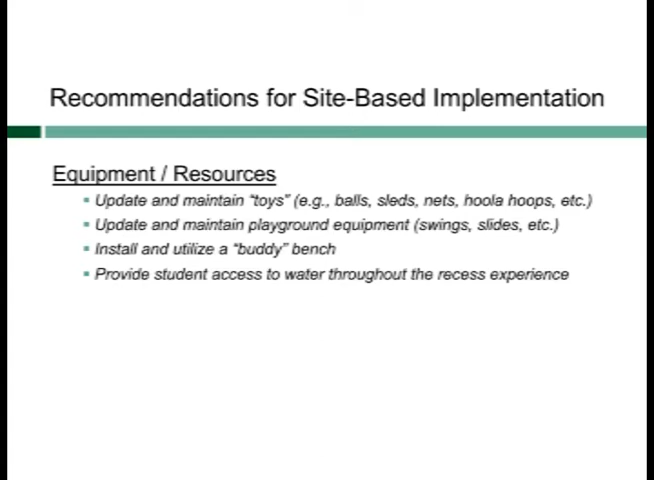 Recommendations for Site-Based Implementation
Equipment / Resources
▪ Update and maintain “toys” (e.g., balls, sleds, nets, hoola hoops, etc.)
▪ Update and maintain playground equipment (swings, slides, etc.)
▪ Install and utilize a “buddy” bench
▪ Provide student access to water throughout the recess experience